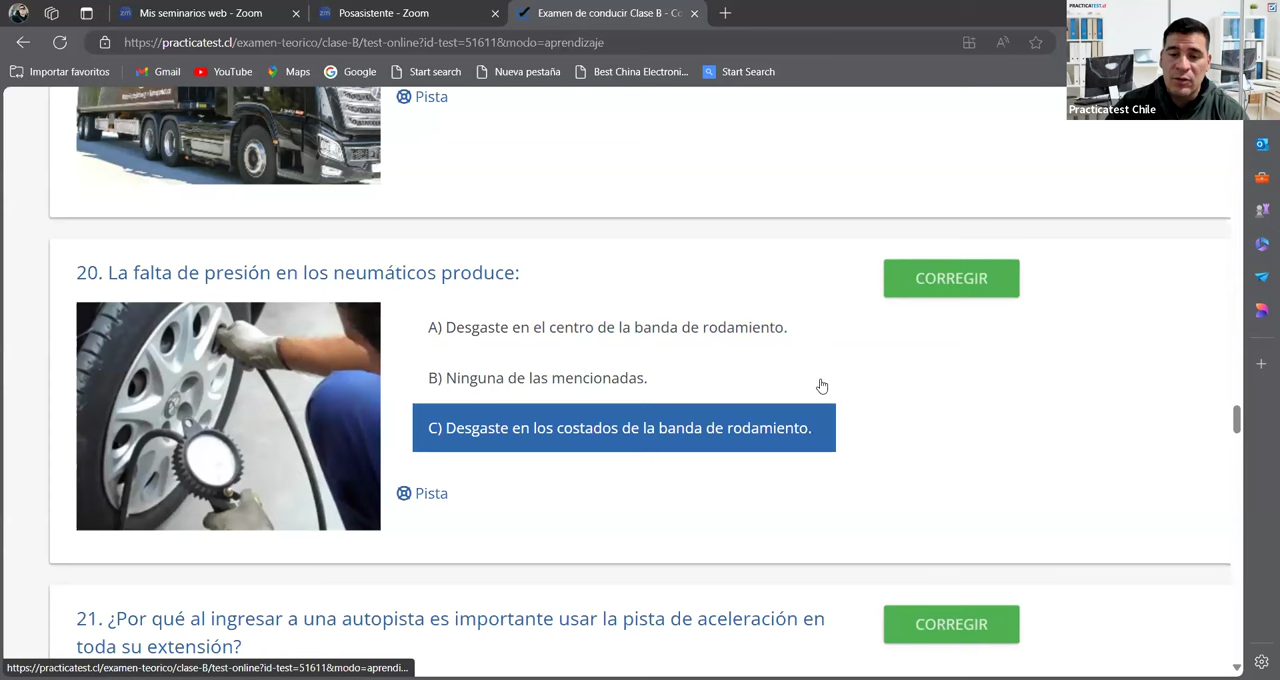 Mis seminarios web - Zoom
Posasistente - Zoom
Examen de conducir Clase B - Co
https://practicatest.cl/examen-teorico/clase-B/test-online?id-test=51611&modo=aprendizaje
Importar favoritos
Gmail
YouTube
Maps
Google
Start search
Nueva pestaña
Best China Electroni...
Start Search
PRACTICATEST.cl
Practicatest Chile
Pista
20. La falta de presión en los neumáticos produce:
CORREGIR
A) Desgaste en el centro de la banda de rodamiento.
B) Ninguna de las mencionadas.
C) Desgaste en los costados de la banda de rodamiento.
Pista
21. ¿Por qué al ingresar a una autopista es importante usar la pista de aceleración en
toda su extensión?
CORREGIR
https://practicatest.cl/examen-teorico/clase-B/test-online?id-test=51611&modo=aprendi...